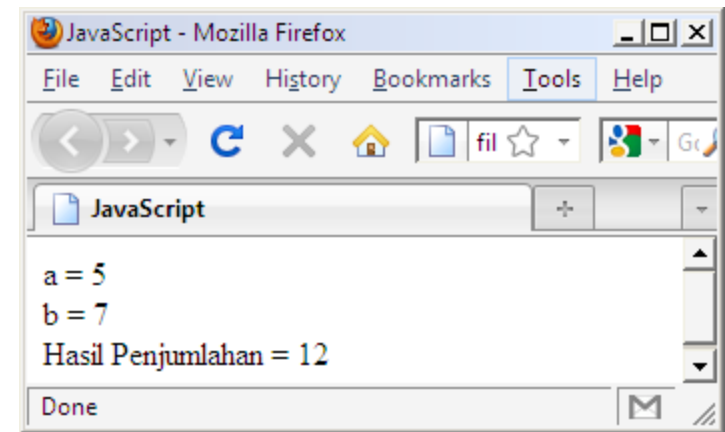 JavaScript - Mozilla Firefox
File Edit View History Bookmarks Tools Help
fil
JavaScript
a = 5
b = 7
Hasil Penjumlahan = 12
Done